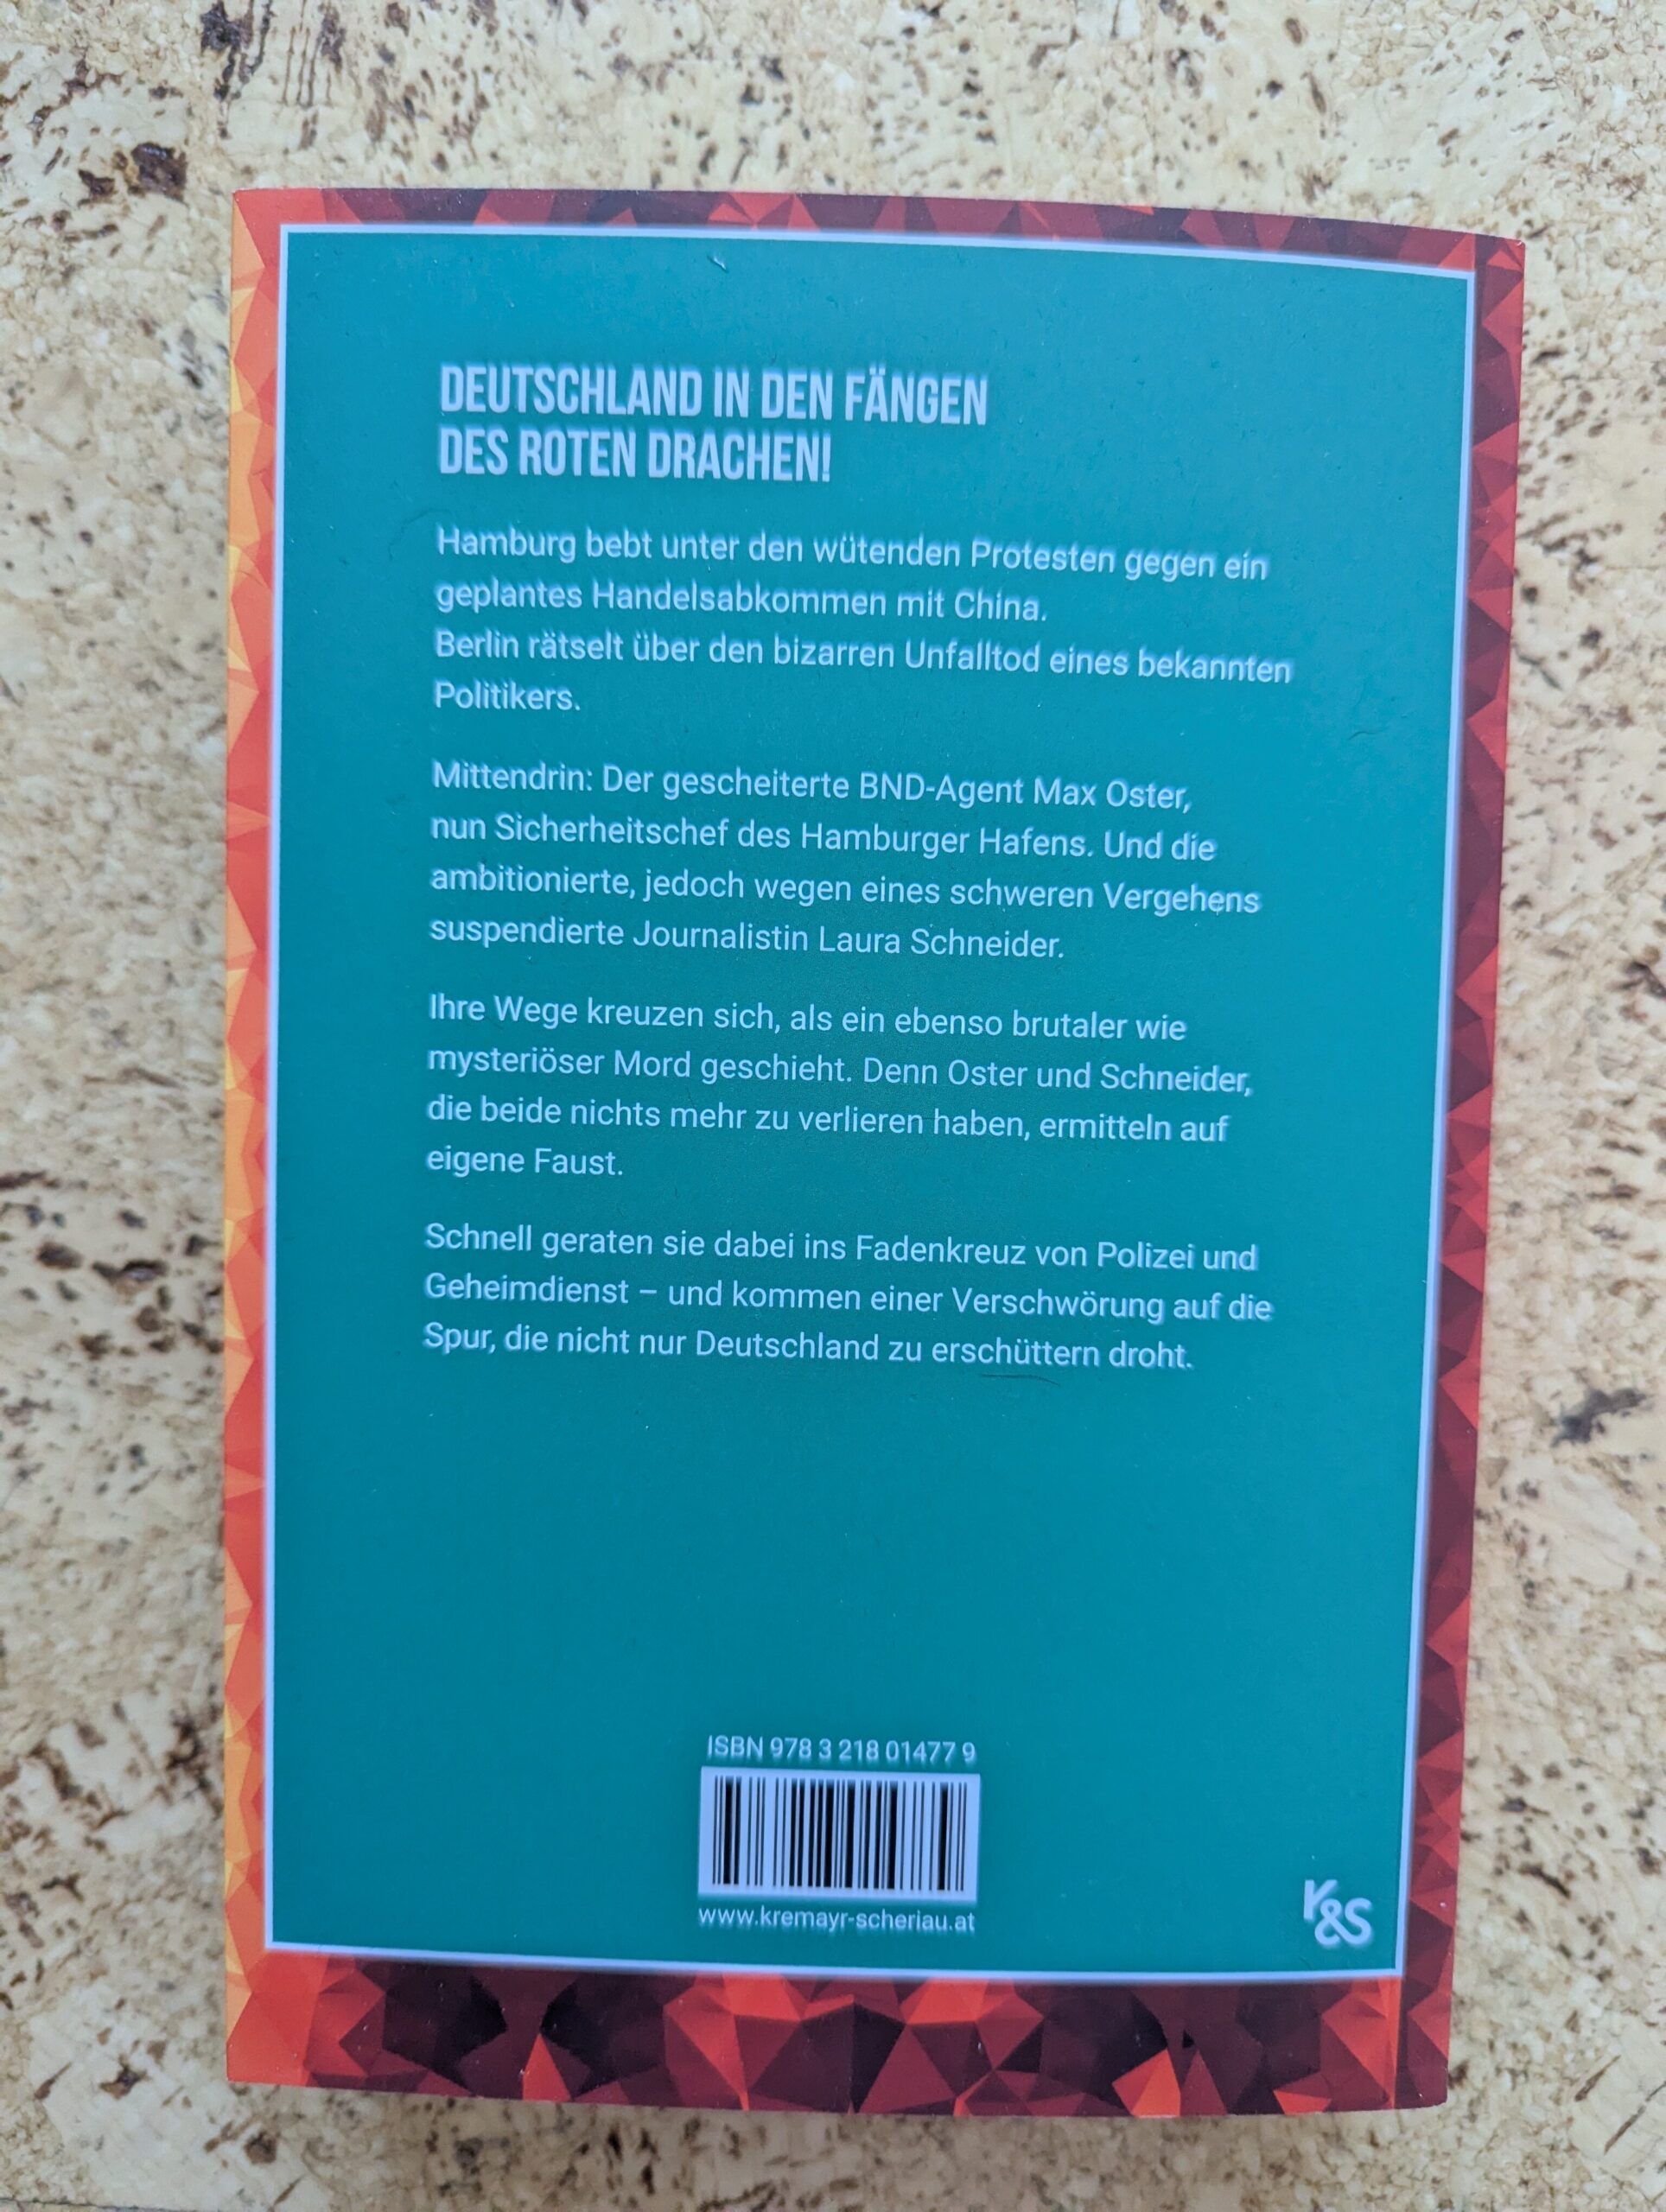 DEUTSCHLAND IN DEN FÄNGEN
DES ROTEN DRACHEN!
Hamburg bebt unter den wütenden Protesten gegen ein
geplantes Handelsabkommen mit China.
Berlin rätselt über den bizarren Unfalltod eines bekannten
Politikers.
Mittendrin: Der gescheiterte BND-Agent Max Oster,
nun Sicherheitschef des Hamburger Hafens. Und die
ambitionierte, jedoch wegen eines schweren Vergehens
suspendierte Journalistin Laura Schneider.
Ihre Wege kreuzen sich, als ein ebenso brutaler wie
mysteriöser Mord geschieht. Denn Oster und Schneider,
die beide nichts mehr zu verlieren haben, ermitteln auf
eigene Faust.
Schnell geraten sie dabei ins Fadenkreuz von Polizei und
Geheimdienst – und kommen einer Verschwörung auf die
Spur, die nicht nur Deutschland zu erschüttern droht.
ISBN 978 3 218 01477 9
www.kremayr-scheriau.at
K&S